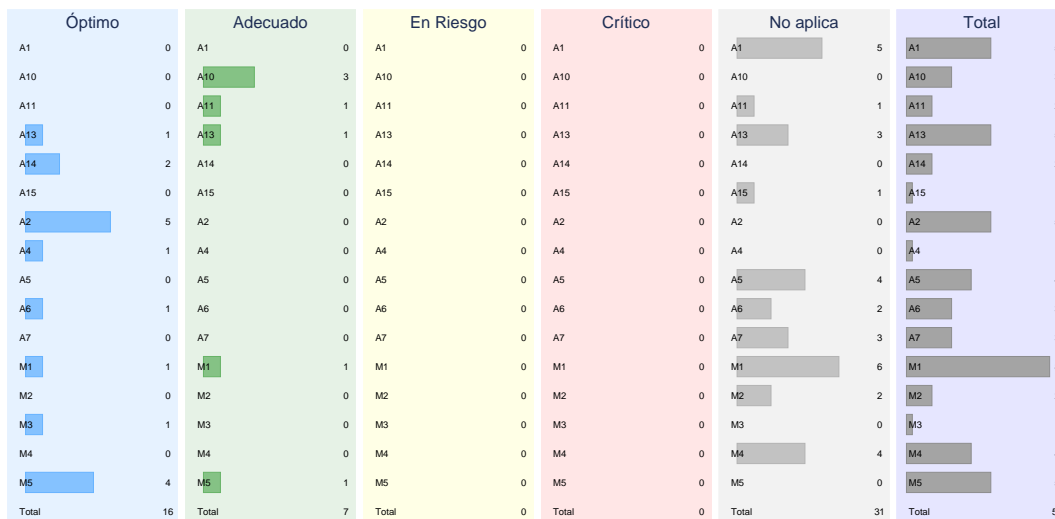 Óptimo Adecuado En Riesgo Crítico No aplica Total
A1 0 A1 0 A1 0 A1 0 A1 5 A1
A10 0 A10 3 A10 0 A10 0 A10 0 A10
A11 0 A11 1 A11 0 A11 0 A11 1 A11
A13 1 A13 1 A13 0 A13 0 A13 3 A13
A14 2 A14 0 A14 0 A14 0 A14 0 A14
A15 0 A15 0 A15 0 A15 0 A15 1 A15
A2 5 A2 0 A2 0 A2 0 A2 0 A2
A4 1 A4 0 A4 0 A4 0 A4 0 A4
A5 0 A5 0 A5 0 A5 0 A5 4 A5
A6 1 A6 0 A6 0 A6 0 A6 2 A6
A7 0 A7 0 A7 0 A7 0 A7 3 A7
M1 1 M1 1 M1 0 M1 0 M1 6 M1
M2 0 M2 0 M2 0 M2 0 M2 2 M2
M3 1 M3 0 M3 0 M3 0 M3 0 M3
M4 0 M4 0 M4 0 M4 0 M4 4 M4
M5 4 M5 1 M5 0 M5 0 M5 0 M5
Total 16 Total 7 Total 0 Total 0 Total 31 Total